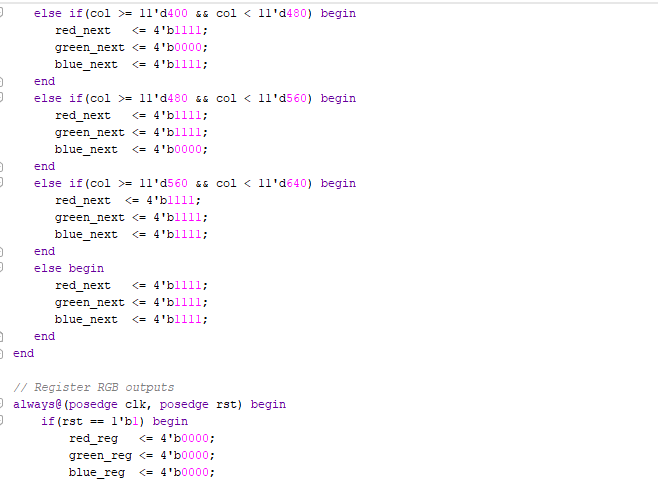 else if(col >= 11'd400 && col < 11'd480) begin
red_next <= 4'b1111;
green_next <= 4'b0000;
blue_next <= 4'b1111;
end
else if(col >= 11'd480 && col < 11'd560) begin
red_next <= 4'b1111;
green_next <= 4'b1111;
blue_next <= 4'b0000;
end
else if(col >= 11'd560 && col < 11'd640) begin
red_next <= 4'b1111;
green_next <= 4'b1111;
blue_next <= 4'b1111;
end
else begin
red_next <= 4'b1111;
green_next <= 4'b1111;
blue_next <= 4'b1111;
end
end
// Register RGB outputs
always@(posedge clk, posedge rst) begin
if(rst == 1'b1) begin
red_reg <= 4'b0000;
green_reg <= 4'b0000;
blue_reg <= 4'b0000;